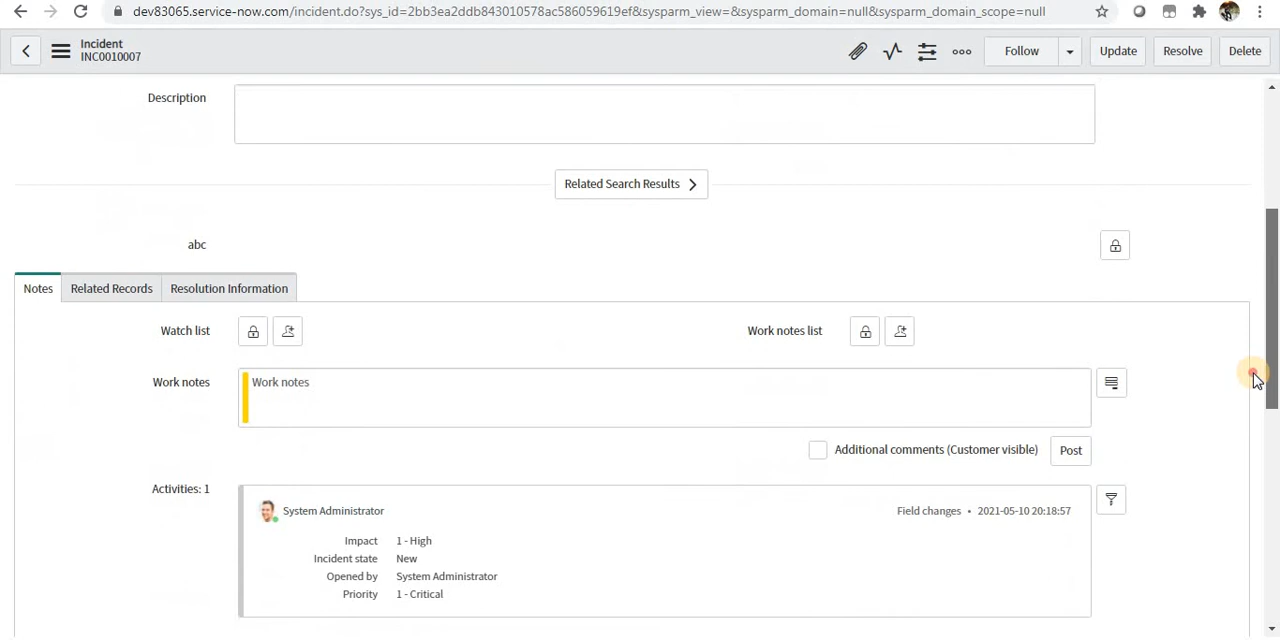 dev83065.service-now.com/incident.do?sys_id=2bb3ea2ddb843010578ac586059619ef&sysparm_view=&sysparm_domain=null&sysparm_domain_scope=null
Incident
INC0010007
Follow Update Resolve Delete
Description
Related Search Results
abc
Notes Related Records Resolution Information
Watch list Work notes list
Work notes Work notes
Additional comments (Customer visible) Post
Activities: 1
System Administrator Field changes • 2021-05-10 20:18:57
Impact 1 - High
Incident state New
Opened by System Administrator
Priority 1 - Critical